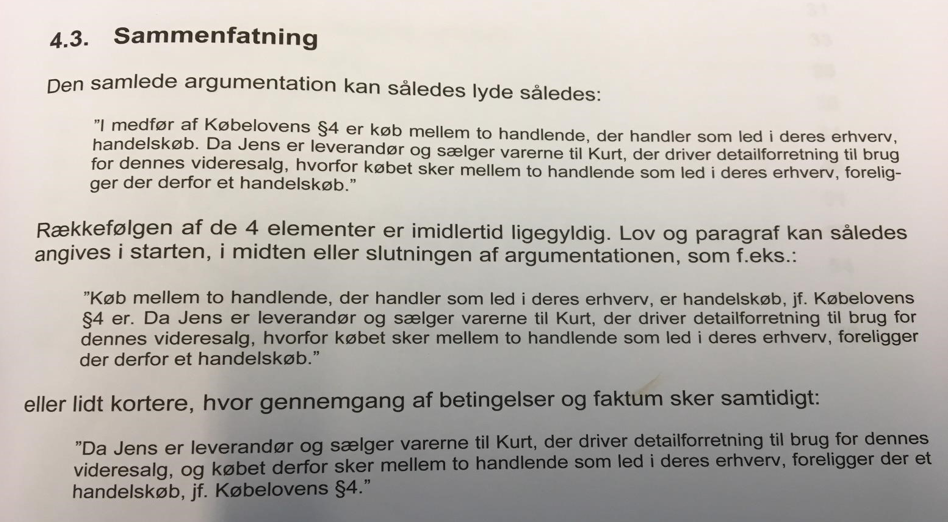 4.3. Sammenfatning
Den samlede argumentation kan således lyde således:
"I medfør af Købelovens §4 er køb mellem to handlende, der handler som led i deres erhverv,
handelskøb. Da Jens er leverandør og sælger varerne til Kurt, der driver detailforretning til brug
for dennes videresalg, hvorfor købet sker mellem to handlende som led i deres erhverv, forelig-
ger der derfor et handelskøb."
Rækkefølgen af de 4 elementer er imidlertid ligegyldig. Lov og paragraf kan således
angives i starten, i midten eller slutningen af argumentationen, som f.eks.:
"Køb mellem to handlende, der handler som led i deres erhverv, er handelskøb, jf. Købelovens
§4 er. Da Jens er leverandør og sælger varerne til Kurt, der driver detailforretning til brug for
dennes videresalg, hvorfor købet sker mellem to handlende som led i deres erhverv, foreligger
der derfor et handelskøb."
eller lidt kortere, hvor gennemgang af betingelser og faktum sker samtidigt:
"Da Jens er leverandør og sælger varerne til Kurt, der driver detailforretning til brug for dennes
videresalg, og købet derfor sker mellem to handlende som led i deres erhverv, foreligger der et
handelskøb, jf. Købelovens §4."